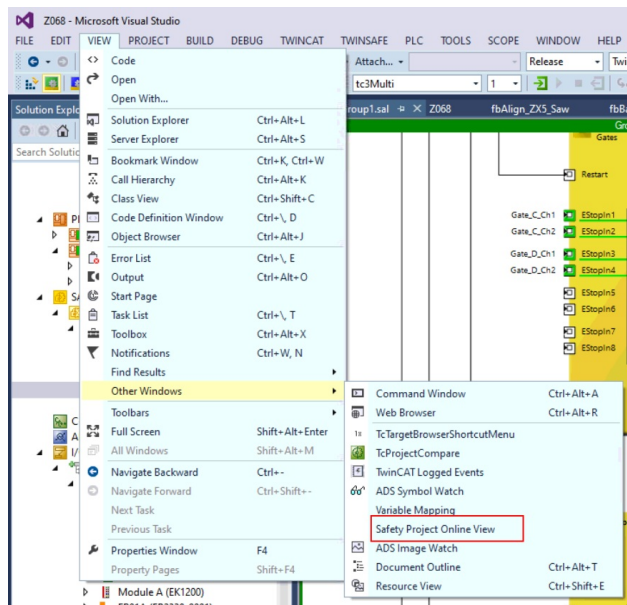 Z068 - Microsoft Visual Studio
FILE EDIT VIEW PROJECT BUILD DEBUG TWINCAT TWINSAFE PLC TOOLS SCOPE WINDOW HELP
Attach... Release
tc3Multi 1
Solution Explo
roup1.sal Z068 fbAlign_ZX5_Saw
Search Solutio
Code
Open
Open With...
Solution Explorer Ctrl+Alt+L
Server Explorer Ctrl+Alt+S
Bookmark Window Ctrl+K, Ctrl+W
Call Hierarchy Ctrl+Alt+K
Class View Ctrl+Shift+C
Code Definition Window Ctrl+\, D
Object Browser Ctrl+Alt+J
Error List Ctrl+\, E
Output Ctrl+Alt+O
Start Page
Task List Ctrl+\, T
Toolbox Ctrl+Alt+X
Notifications Ctrl+W, N
Find Results
Other Windows
Toolbars
Full Screen Shift+Alt+Enter
All Windows Shift+Alt+M
Navigate Backward Ctrl+-
Navigate Forward Ctrl+Shift+-
Next Task
Previous Task
Properties Window F4
Property Pages Shift+F4
Module A (EK1200)
Gates
Restart
Gate_C_Ch1 EStopIn1
Gate_C_Ch2 EStopIn2
Gate_D_Ch1 EStopIn3
Gate_D_Ch2 EStopIn4
EStopIn5
EStopIn6
EStopIn7
EStopIn8
Command Window Ctrl+Alt+A
Web Browser Ctrl+Alt+R
TcTargetBrowserShortcutMenu
TcProjectCompare
TwinCAT Logged Events
ADS Symbol Watch
Variable Mapping
Safety Project Online View
ADS Image Watch
Document Outline Ctrl+Alt+T
Resource View Ctrl+Shift+E